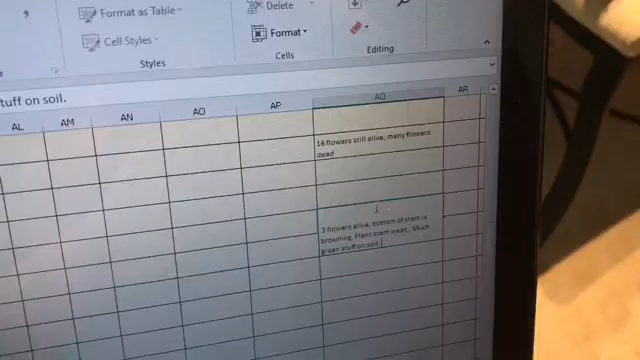 Format as Table
Delete
Cell Styles
Format
Styles
Cells
Editing
tuff on soil.
AL AM AN AO AP AQ AR
16 flowers still alive, many flowers
dead
3 flowers alive, bottom of stem is
browning. Plant stem weak, Much
green stuff on soil.